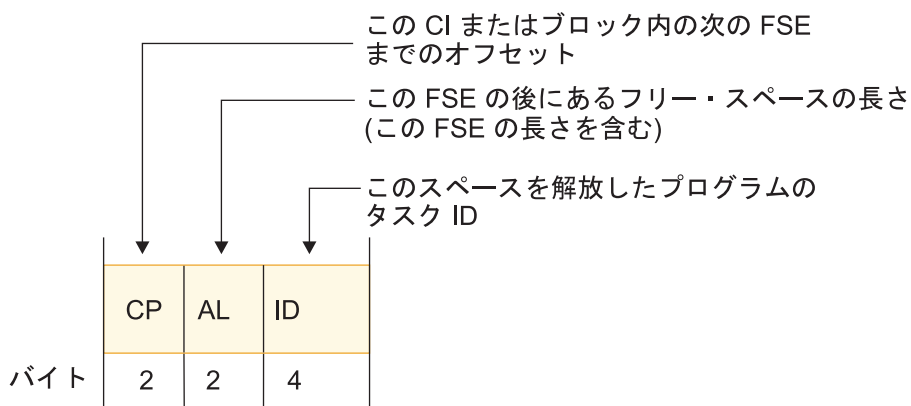 この CI またはブロック内の次の FSE
までのオフセット
この FSE の後にあるフリー・スペースの長さ
(この FSE の長さを含む)
このスペースを解放したプログラムの
タスク ID
CP AL ID
バイト 2 2 4